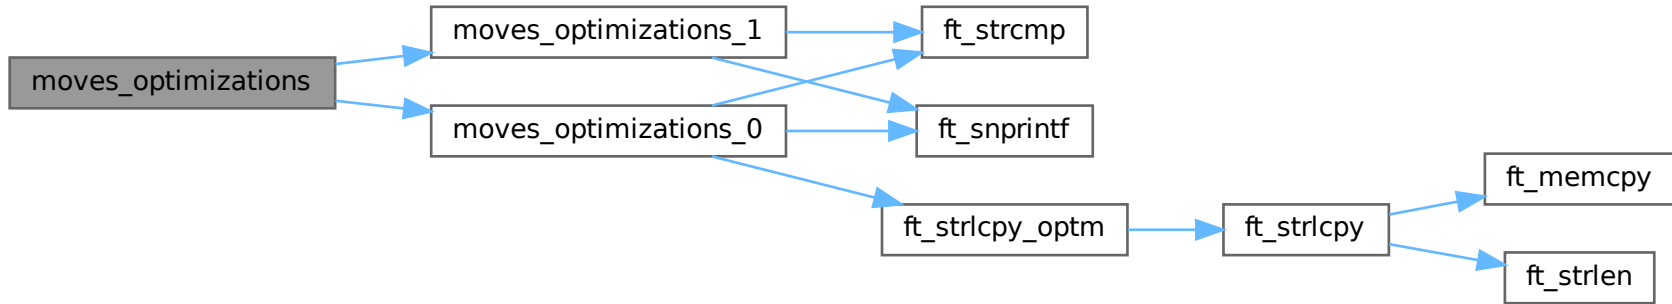 moves_optimizations
moves_optimizations_1
moves_optimizations_0
ft_strcmp
ft_snprintf
ft_strlcpy_optm
ft_strlcpy
ft_memcpy
ft_strlen